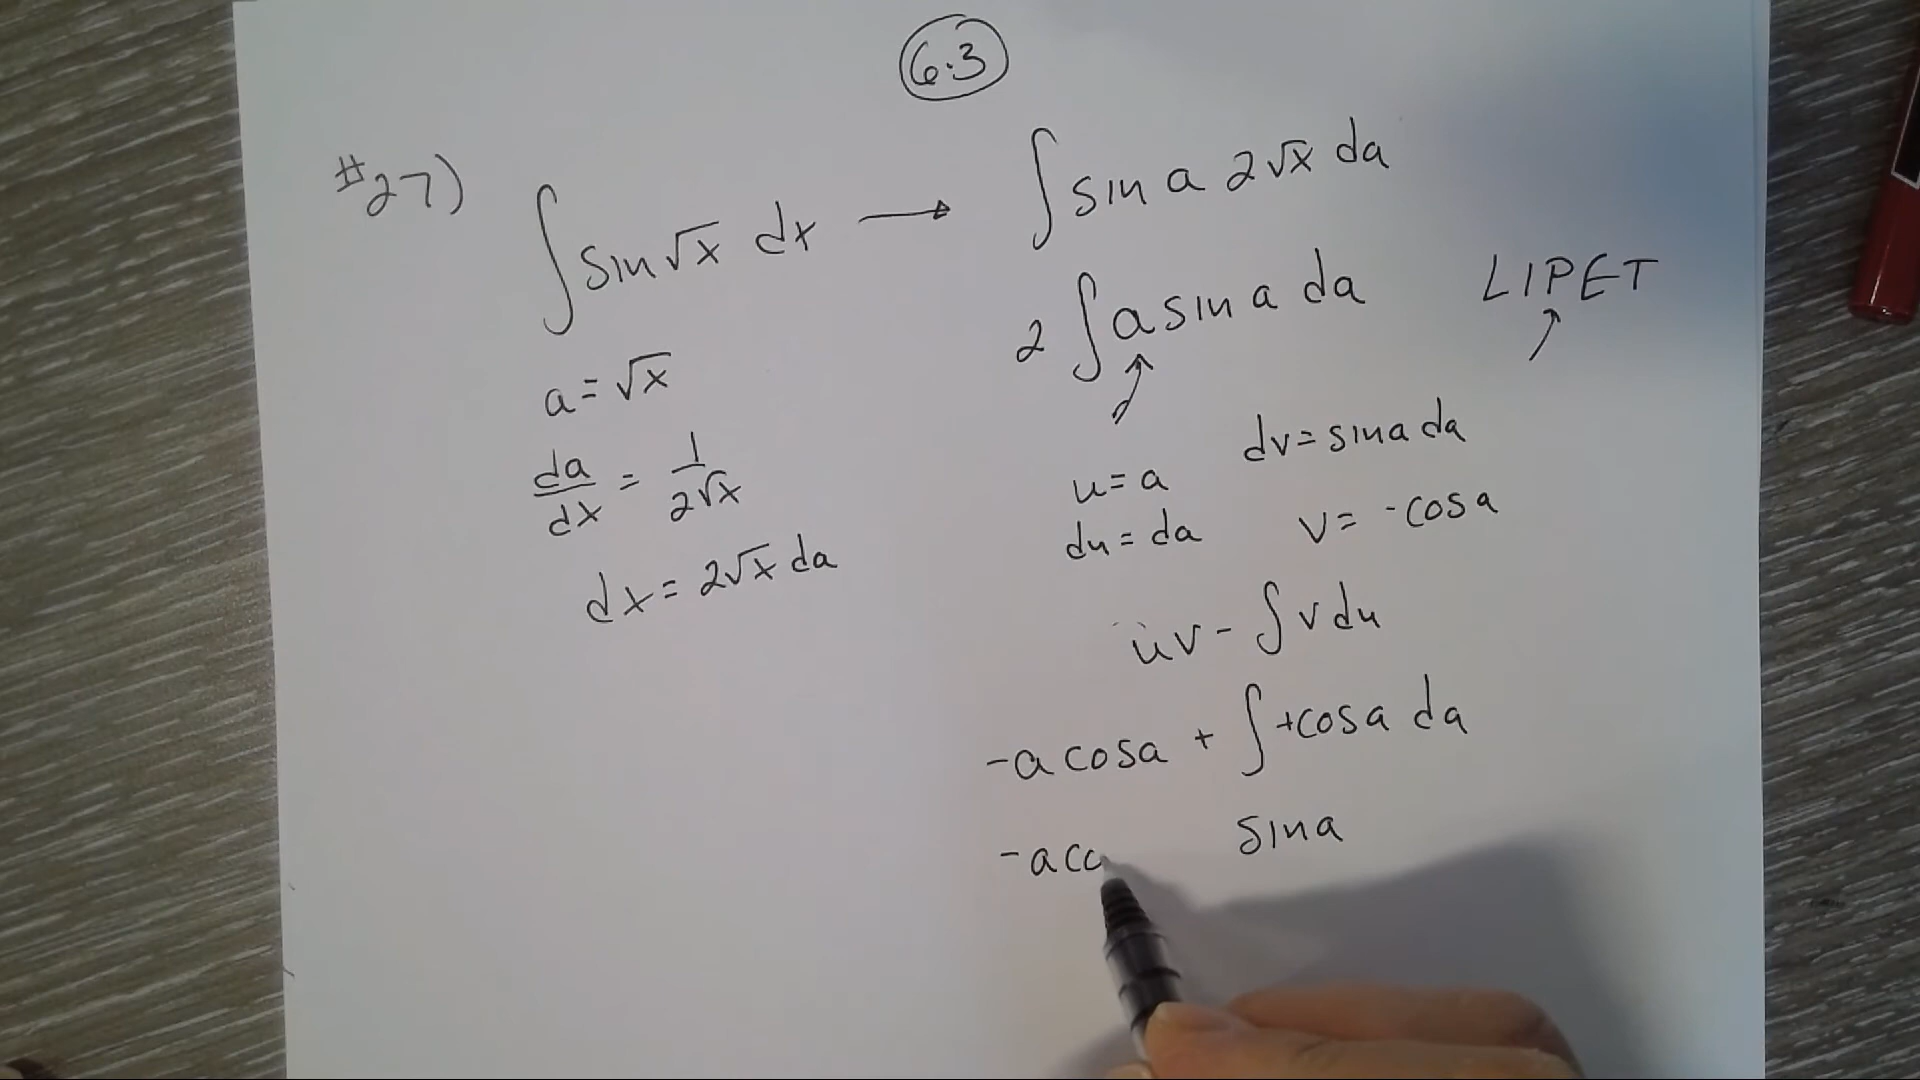 6.3
#27)
∫ sin √x dx →
a = √x
da/dx = 1/(2√x)
dx = 2√x da
∫ sin a 2√x da
2 ∫ a sin a da
LIPET
u = a dv = sin a da
du = da v = -cos a
uv - ∫ v du
-a cos a + ∫ +cos a da
-a co sin a